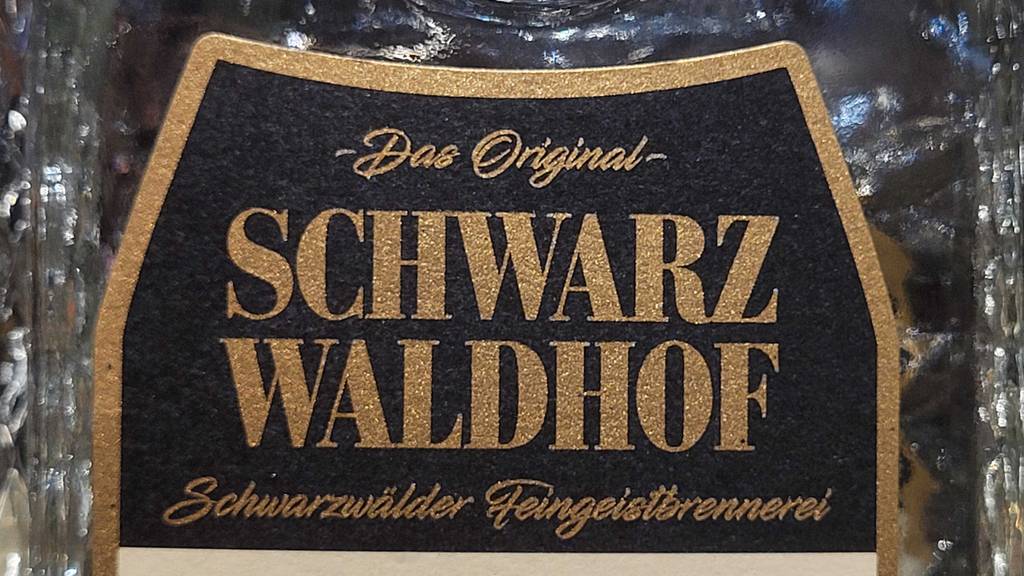 -Das Original-
SCHWARZ
WALDHOF
Schwarzwälder Feingeistbrennerei